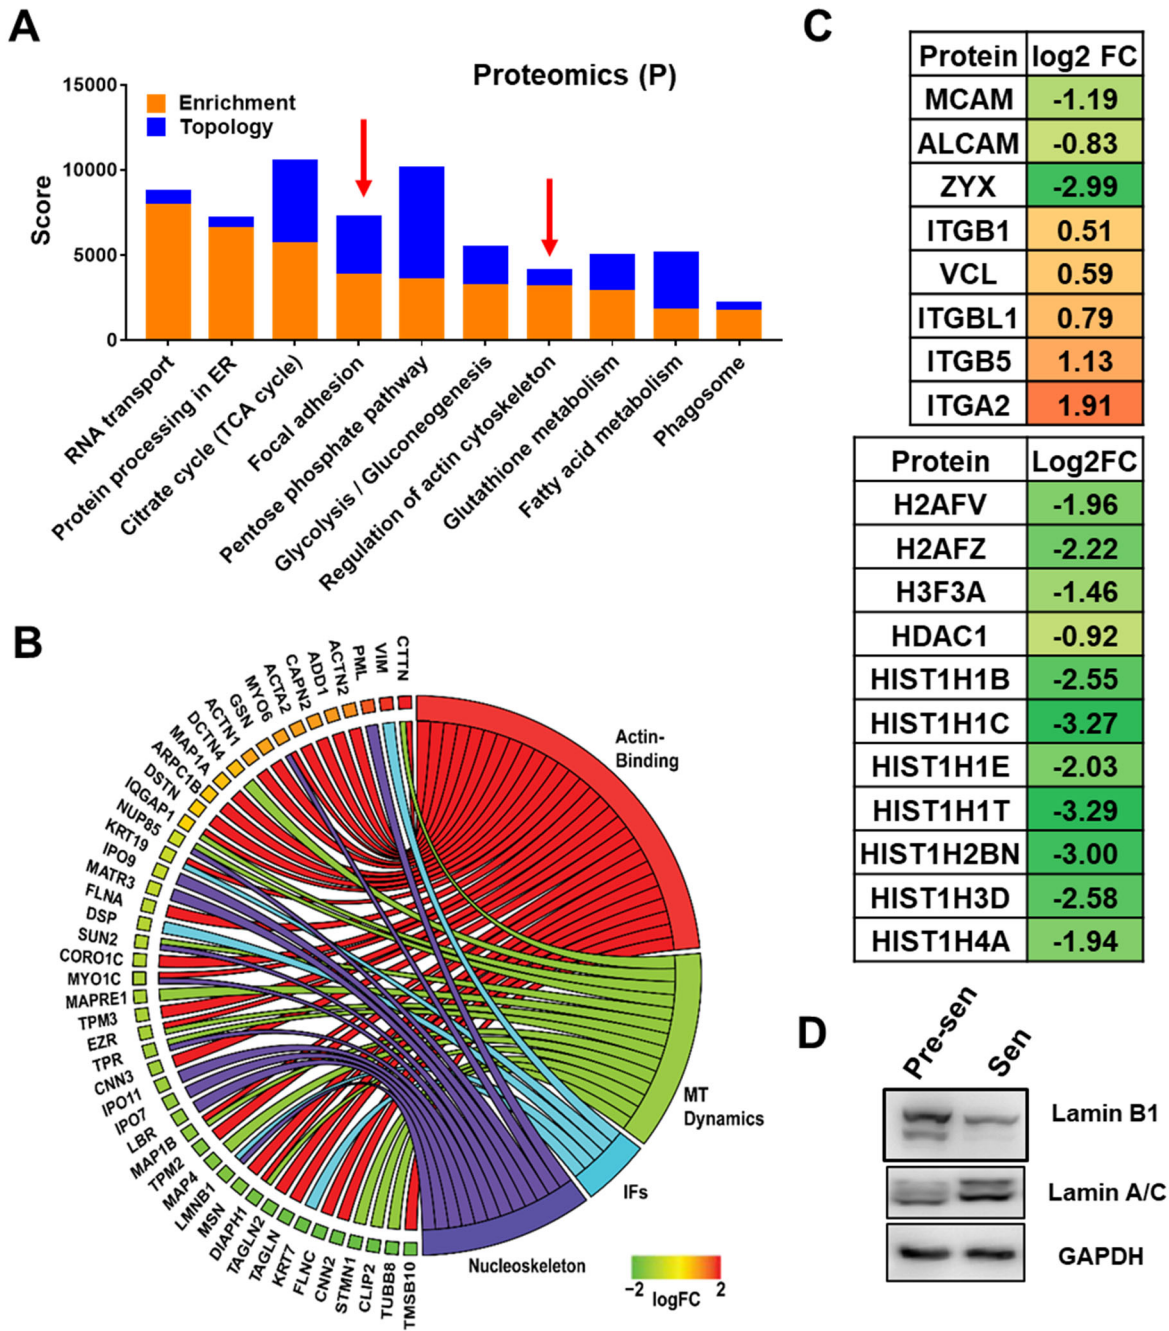 A
Proteomics (P)
Enrichment
Topology
Score
15000
10000
5000
0
RNA transport
Protein processing in ER
Citrate cycle (TCA cycle)
Focal adhesion
Pentose phosphate pathway
Glycolysis / Gluconeogenesis
Regulation of actin cytoskeleton
Glutathione metabolism
Fatty acid metabolism
Phagosome
B
CTTN
VIM
PML
ACTN2
ADD1
CAPN2
ACTA2
MYO6
GSN
ACTN1
DCTN4
MAP1A
ARPC1B
DSTN
IQGAP1
NUP85
KRT19
IPO9
MATR3
FLNA
DSP
SUN2
CORO1C
MYO1C
MAPRE1
TPM3
EZR
TPR
CNN3
IPO11
IPO7
LBR
MAP1B
TPM2
MAP4
LMNB1
MSN
DIAPH1
TAGLN2
TAGLN
KRT7
FLNC
CNN2
STMN1
CLIP2
TUBB8
TMSB10
Actin-
Binding
MT
Dynamics
IFs
Nucleoskeleton
−2 logFC 2
C
Protein log2 FC
MCAM -1.19
ALCAM -0.83
ZYX -2.99
ITGB1 0.51
VCL 0.59
ITGBL1 0.79
ITGB5 1.13
ITGA2 1.91
Protein Log2FC
H2AFV -1.96
H2AFZ -2.22
H3F3A -1.46
HDAC1 -0.92
HIST1H1B -2.55
HIST1H1C -3.27
HIST1H1E -2.03
HIST1H1T -3.29
HIST1H2BN -3.00
HIST1H3D -2.58
HIST1H4A -1.94
D
Pre-sen Sen
Lamin B1
Lamin A/C
GAPDH